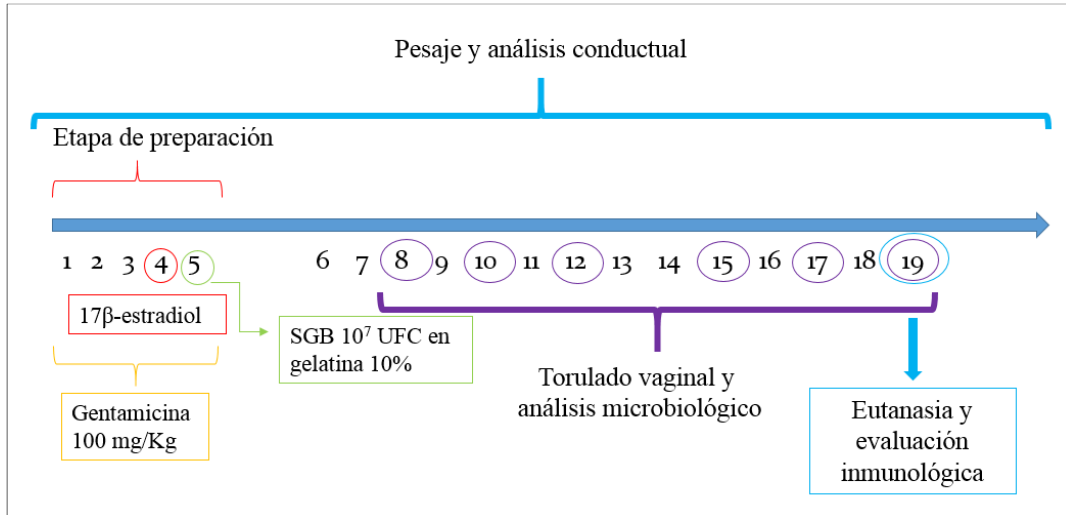 Pesaje y análisis conductual
Etapa de preparación
1 2 3 4 5 6 7 8 9 10 11 12 13 14 15 16 17 18 19
17β-estradiol
SGB 10⁷ UFC en
gelatina 10%
Gentamicina
100 mg/Kg
Torulado vaginal y
análisis microbiológico
Eutanasia y
evaluación
inmunológica